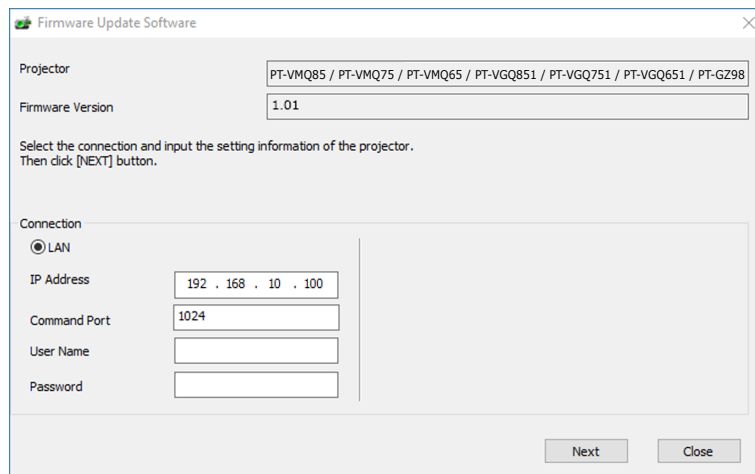 Firmware Update Software
Projector
PT-VMQ85 / PT-VMQ75 / PT-VMQ65 / PT-VGQ851 / PT-VGQ751 / PT-VGQ651 / PT-GZ98
Firmware Version
1.01
Select the connection and input the setting information of the projector.
Then click [NEXT] button.
Connection
LAN
IP Address
192 . 168 . 10 . 100
Command Port
1024
User Name
Password
Next
Close